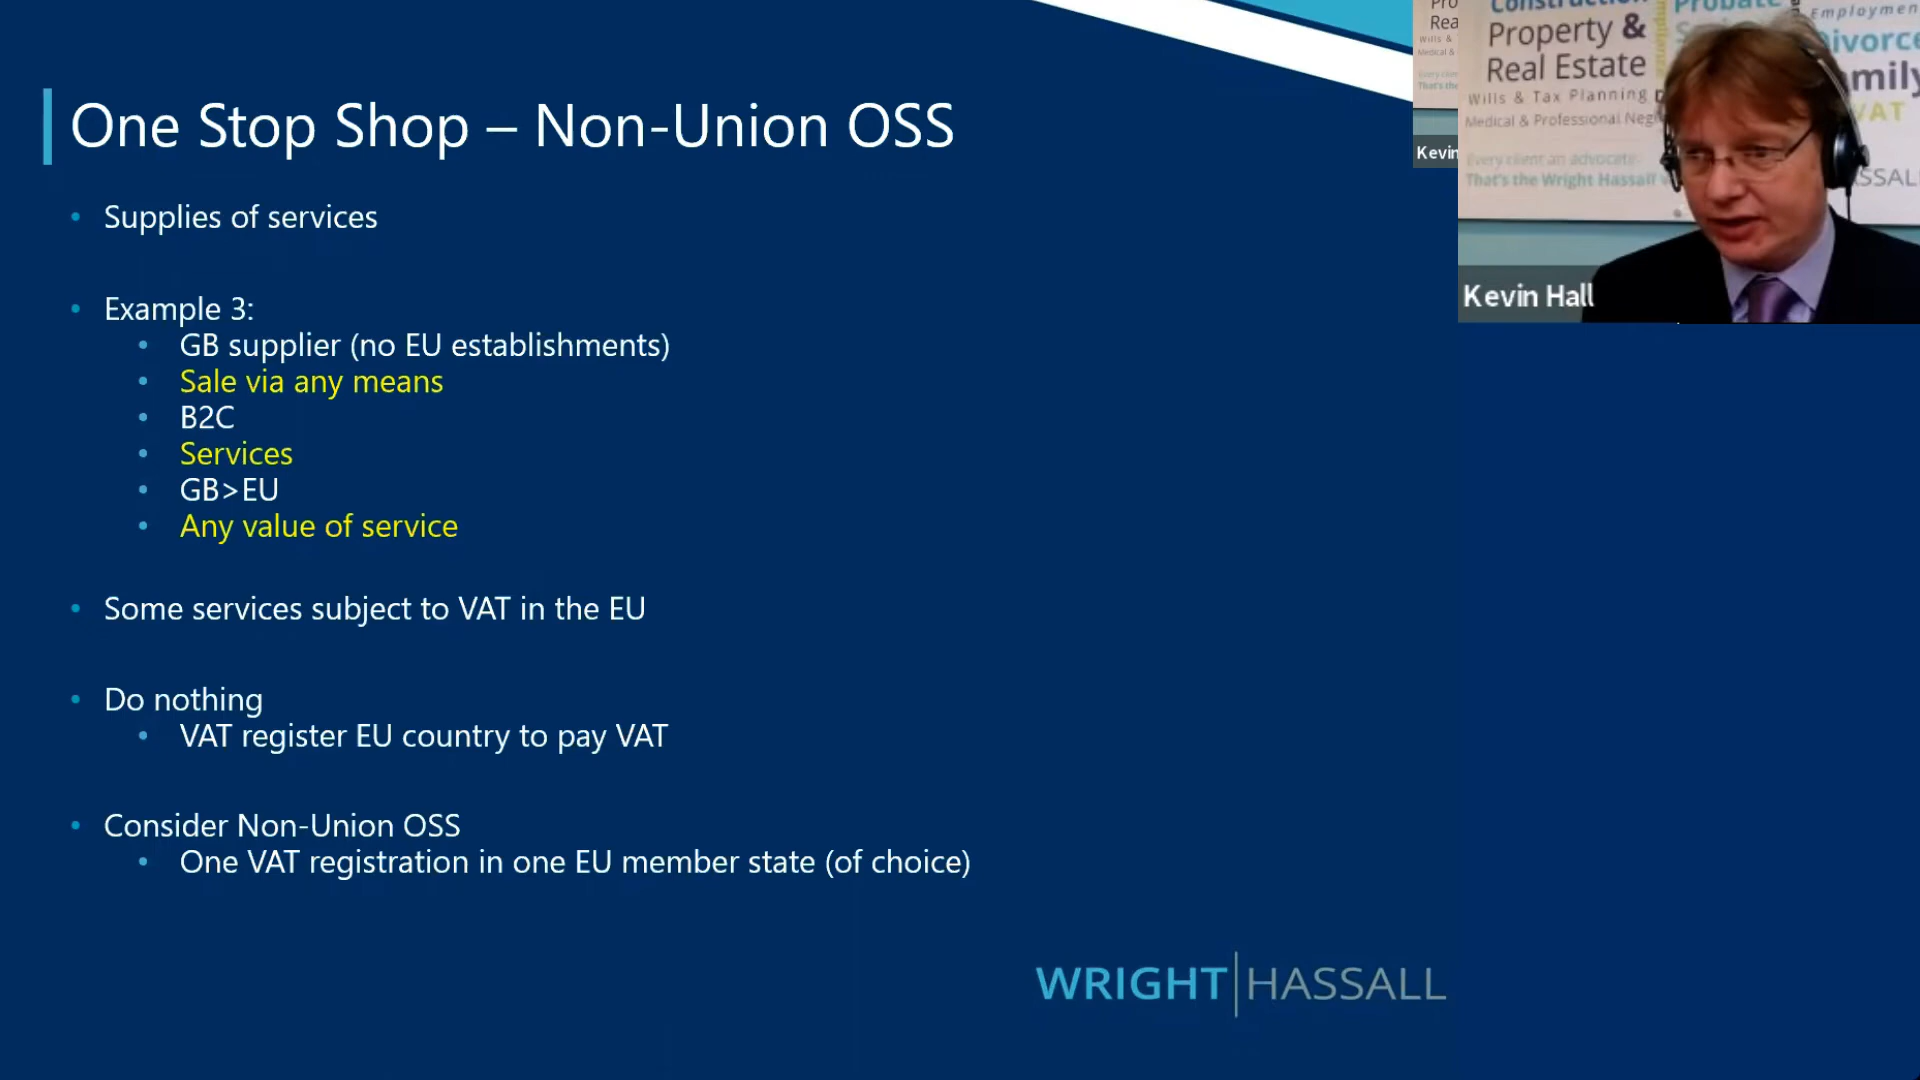 One Stop Shop – Non-Union OSS
• Supplies of services
• Example 3:
• GB supplier (no EU establishments)
• Sale via any means
• B2C
• Services
• GB>EU
• Any value of service
• Some services subject to VAT in the EU
• Do nothing
• VAT register EU country to pay VAT
• Consider Non-Union OSS
• One VAT registration in one EU member state (of choice)
WRIGHT HASSALL
Kevin
Construction
Property &
Real Estate
Wills & Tax Planning
Medical & Professional Neg
Every client an advocate
That's the Wright Hassall
Probate
Employmen
Divorce
amily
VAT
Kevin Hall